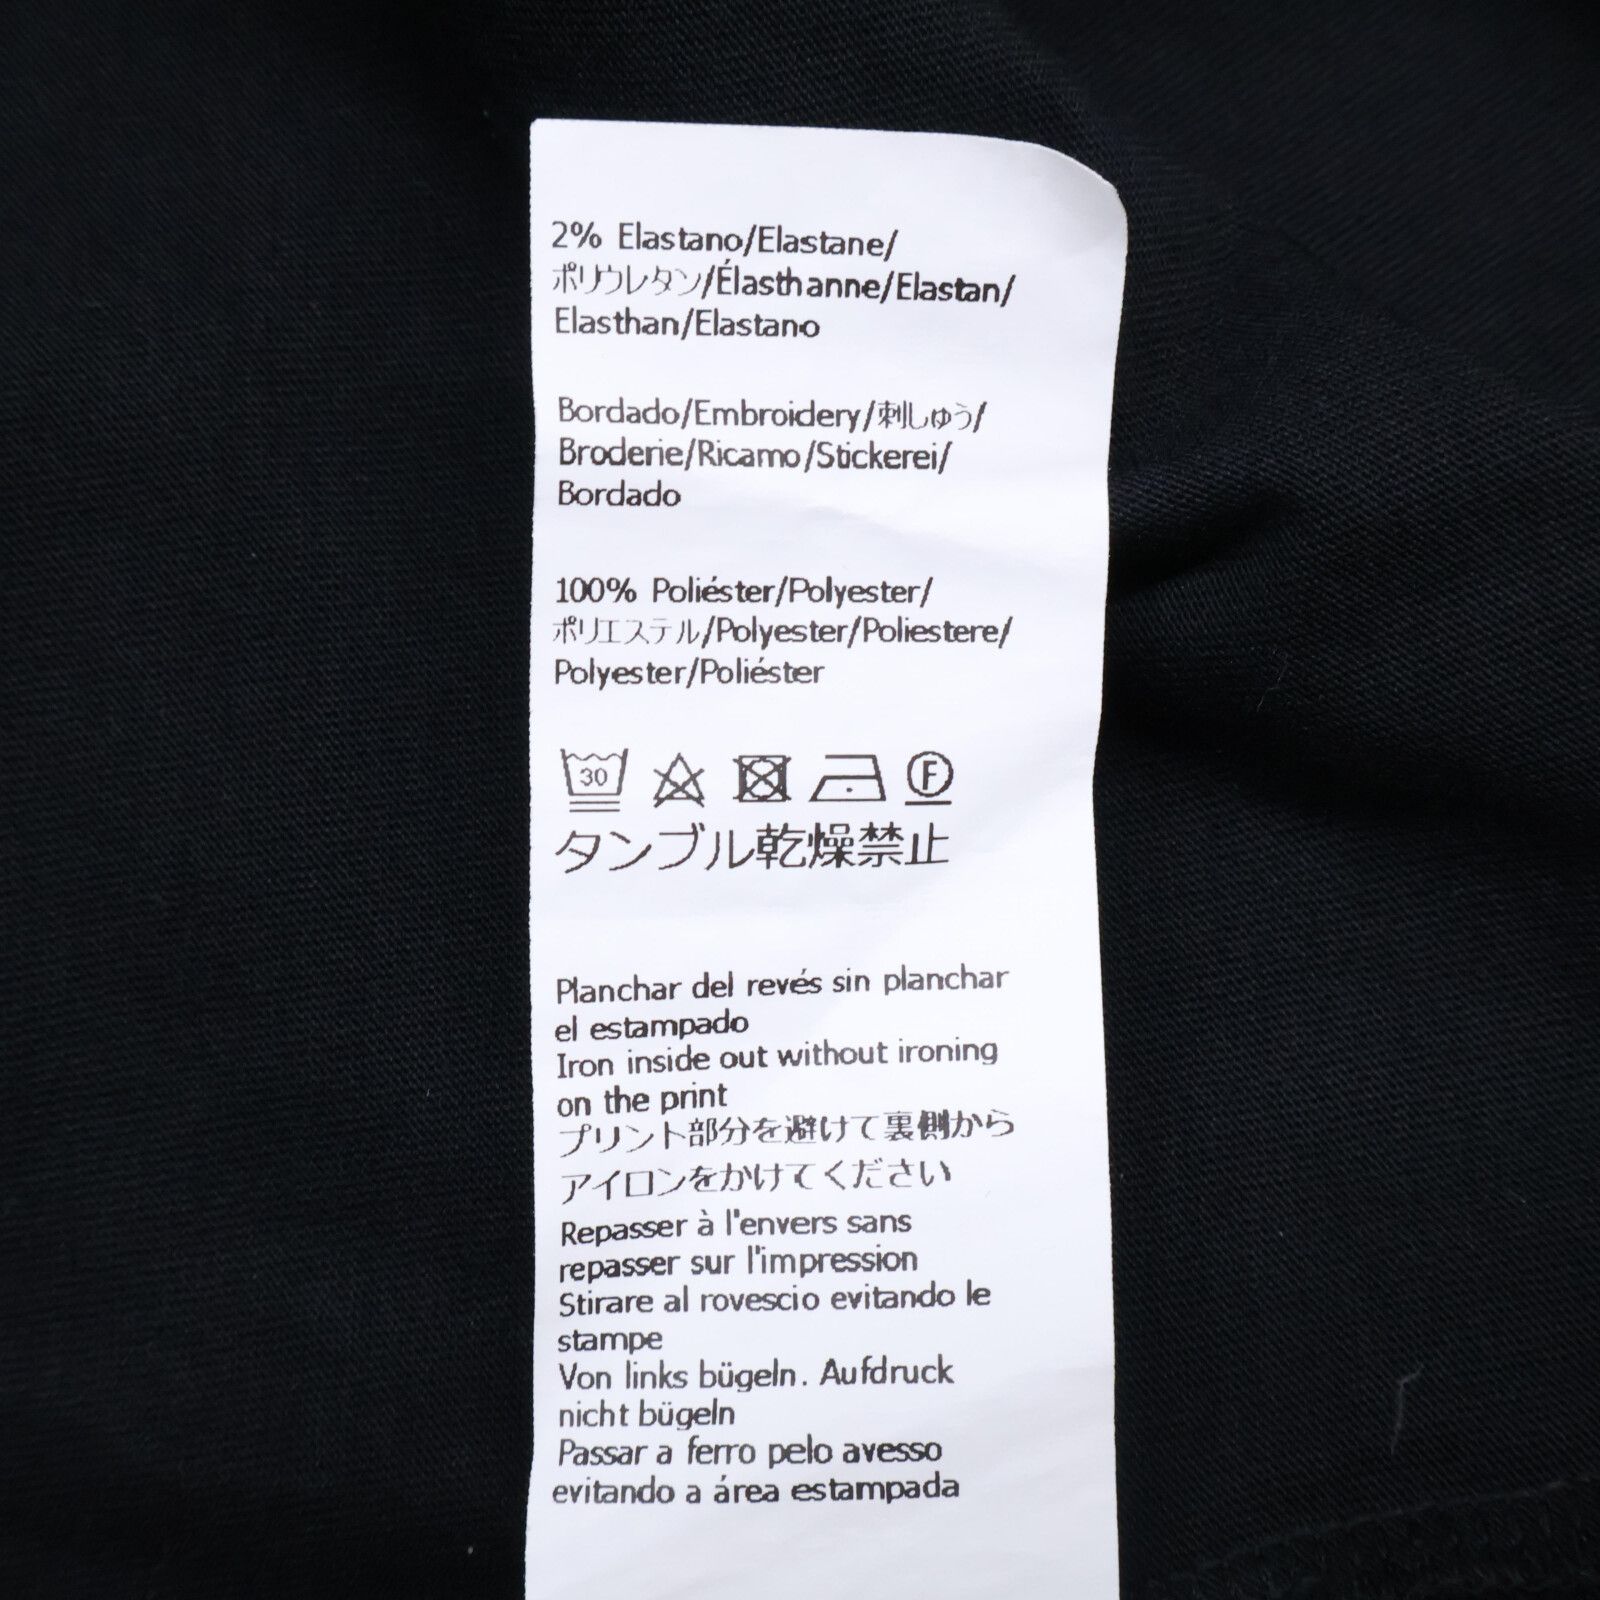 2% Elastano/Elastane/
ポリウレタン/Élasthanne/Elastan/
Elasthan/Elastano
Bordado/Embroidery/刺しゅう/
Broderie/Ricamo/Stickerei/
Bordado
100% Poliéster/Polyester/
ポリエステル/Polyester/Poliestere/
Polyester/Poliéster
30 F
タンブル乾燥禁止
Planchar del revés sin planchar
el estampado
Iron inside out without ironing
on the print
プリント部分を避けて裏側から
アイロンをかけてください
Repasser à l'envers sans
repasser sur l'impression
Stirare al rovescio evitando le
stampe
Von links bügeln. Aufdruck
nicht bügeln
Passar a ferro pelo avesso
evitando a área estampada